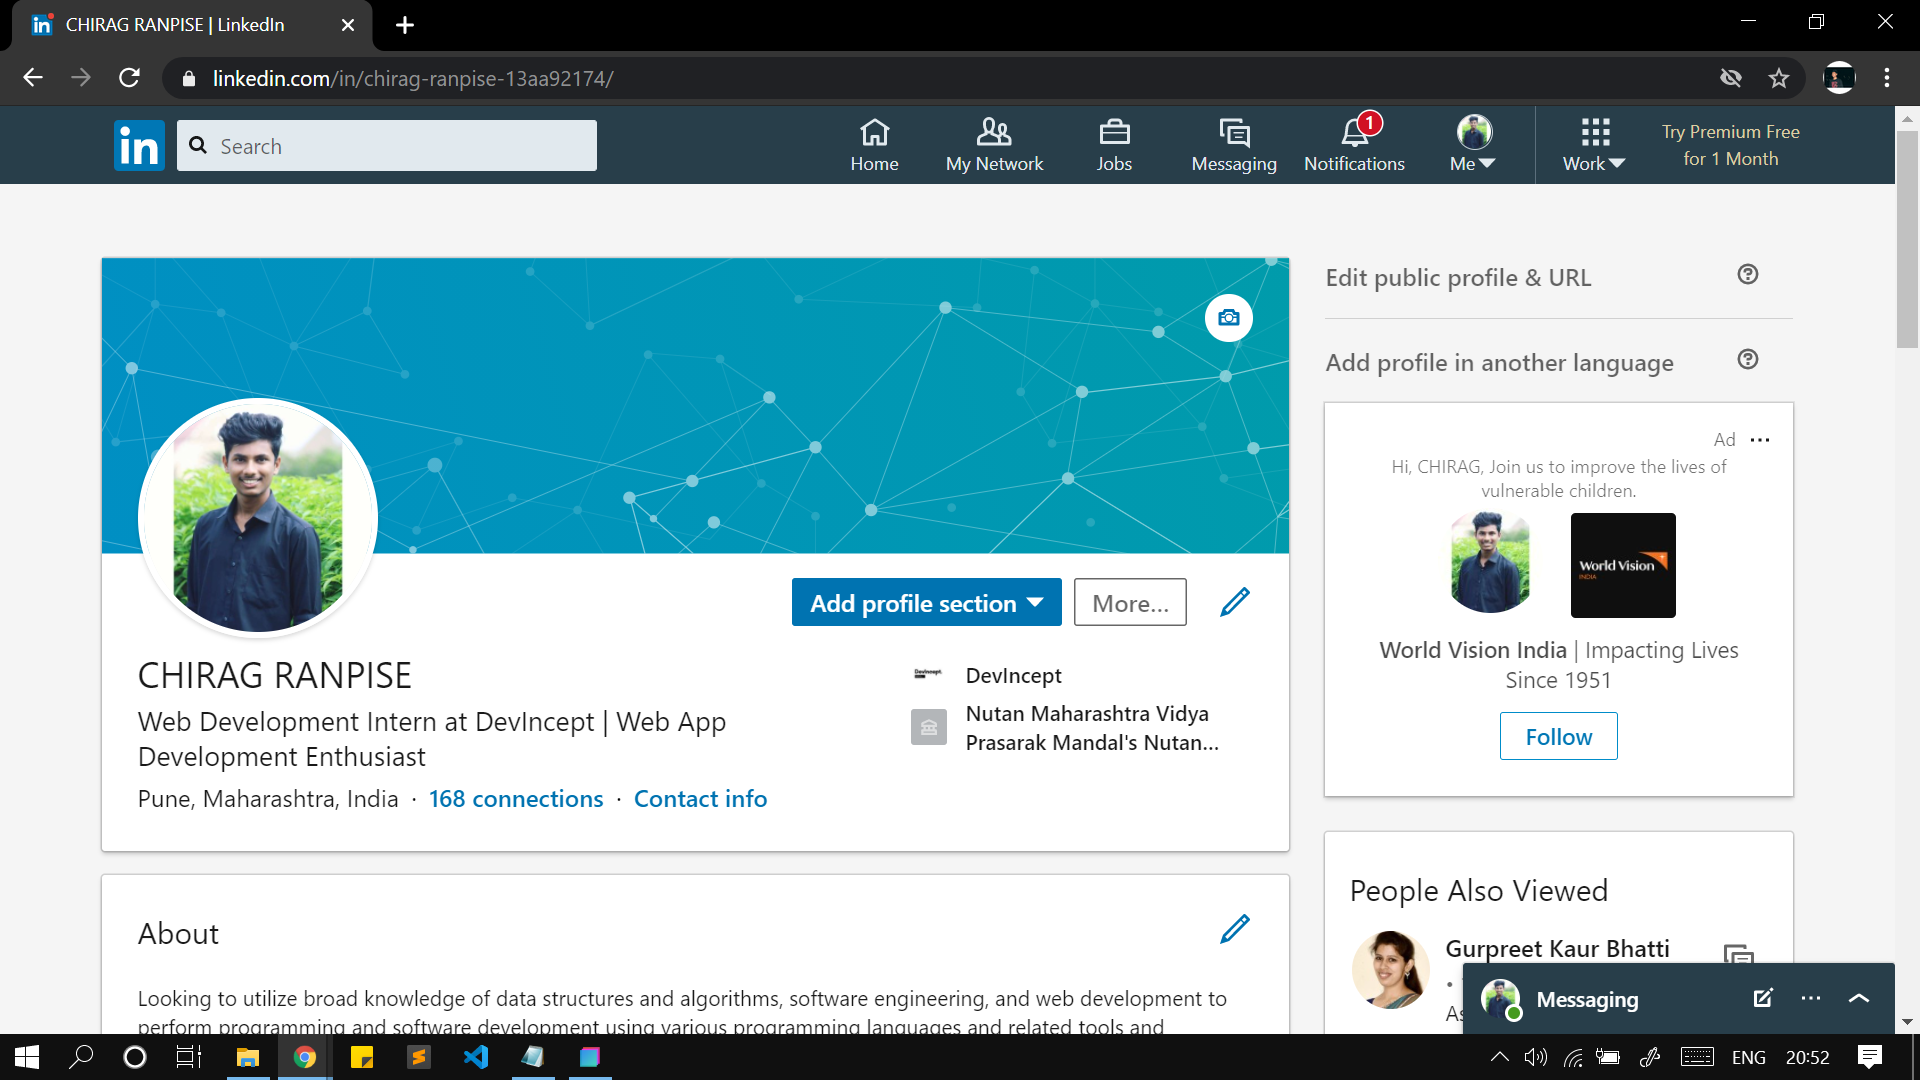 CHIRAG RANPISE | LinkedIn
linkedin.com/in/chirag-ranpise-13aa92174/
in
Search
Home
My Network
Jobs
Messaging
1
Notifications
Me
Work
Try Premium Free
for 1 Month
Edit public profile & URL
Add profile in another language
Ad
Hi, CHIRAG, Join us to improve the lives of
vulnerable children.
World Vision
INDIA
World Vision India | Impacting Lives
Since 1951
Follow
Add profile section
More...
CHIRAG RANPISE
Web Development Intern at DevIncept | Web App
Development Enthusiast
Pune, Maharashtra, India · 168 connections · Contact info
DevIncept
DevIncept
Nutan Maharashtra Vidya
Prasarak Mandal's Nutan...
About
Looking to utilize broad knowledge of data structures and algorithms, software engineering, and web development to
perform programming and software development using various programming languages and related tools and
People Also Viewed
Gurpreet Kaur Bhatti
As
Messaging
ENG
20:52